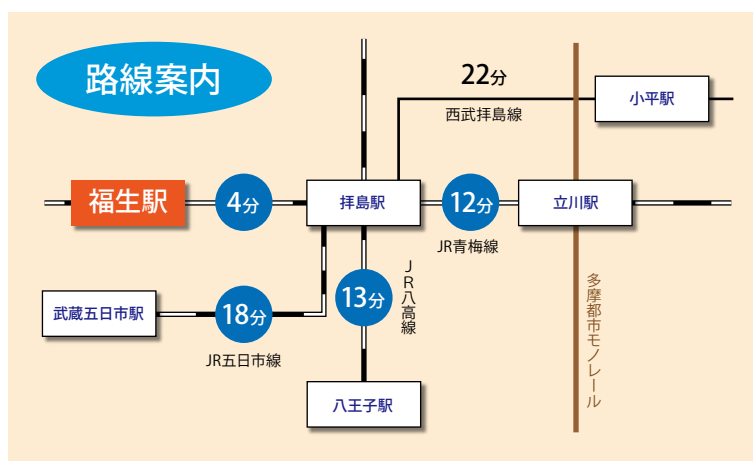 路線案内
22分
西武拝島線
小平駅
福生駅
4分
拝島駅
12分
立川駅
JR青梅線
武蔵五日市駅
18分
JR五日市線
13分
JR八高線
八王子駅
多摩都市モノレール